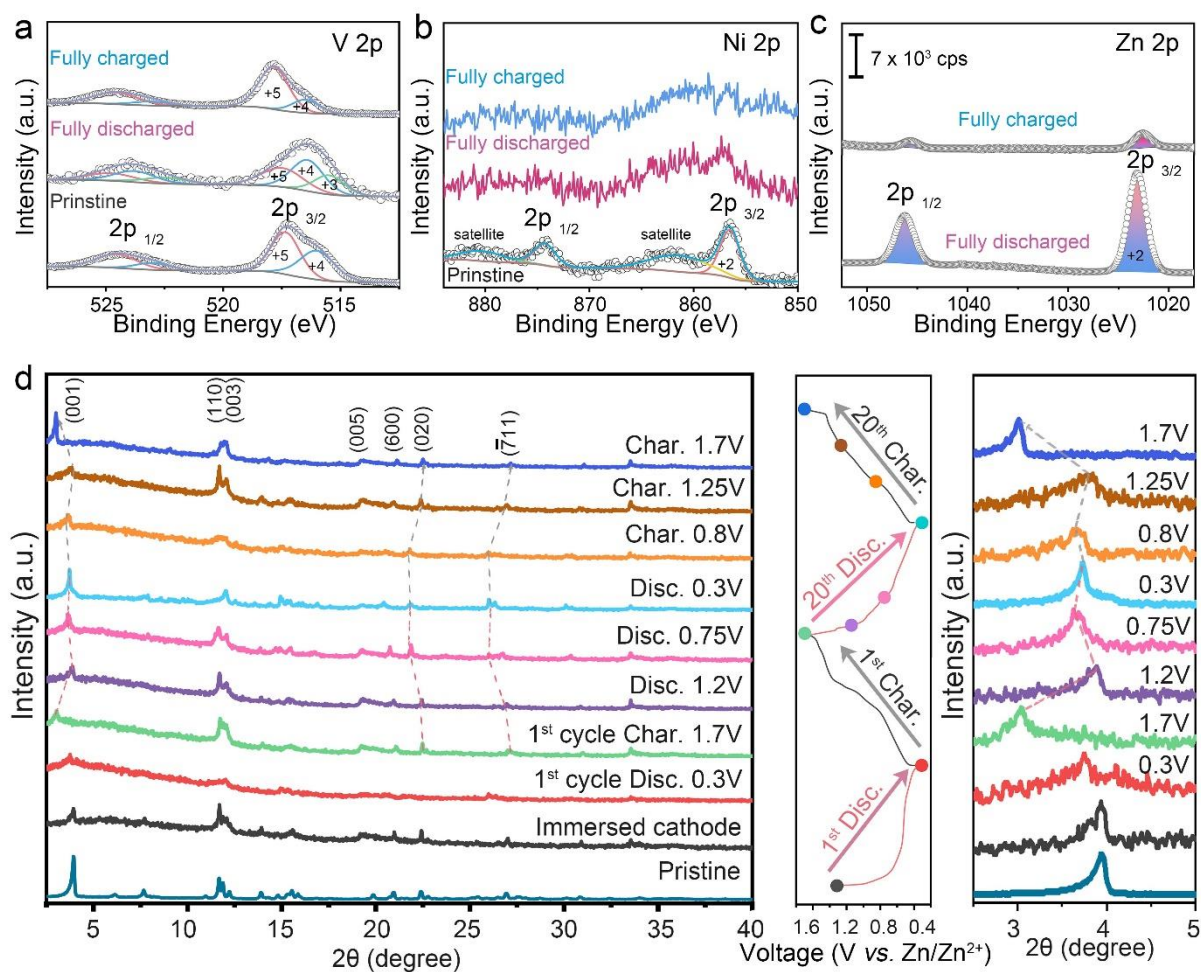 a
V 2p
Fully charged
+5
+4
Fully discharged
+5
+4
+3
Prinstine
2p 1/2
2p 3/2
+5
+4
525
520
515
Binding Energy (eV)
Intensity (a.u.)
b
Ni 2p
Fully charged
Fully discharged
2p 1/2
2p 3/2
satellite
satellite
+2
Prinstine
880
870
860
850
Binding Energy (eV)
Intensity (a.u.)
c
Zn 2p
7 x 10³ cps
Fully charged
2p 3/2
2p 1/2
Fully discharged
+2
1050
1040
1030
1020
Binding Energy (eV)
Intensity (a.u.)
d
(001)
(110)
(003)
(005)
(600)
(020)
(7̄11)
Char. 1.7V
Char. 1.25V
Char. 0.8V
Disc. 0.3V
Disc. 0.75V
Disc. 1.2V
1st cycle Char. 1.7V
1st cycle Disc. 0.3V
Immersed cathode
Pristine
5
10
15
20
25
30
35
40
2θ (degree)
Intensity (a.u.)
20th Char.
20th Disc.
1st Char.
1st Disc.
1.6
1.2
0.8
0.4
Voltage (V vs. Zn/Zn²⁺)
1.7V
1.25V
0.8V
0.3V
0.75V
1.2V
1.7V
0.3V
3
4
5
2θ (degree)
Intensity (a.u.)